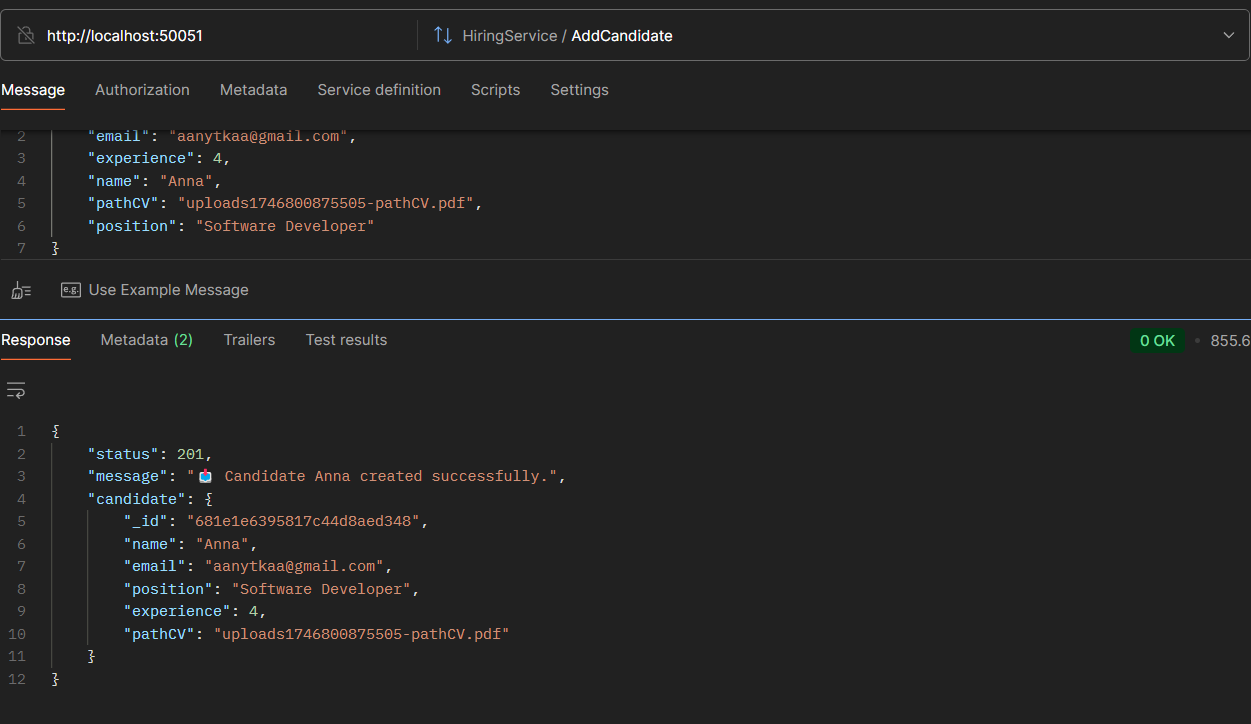 http://localhost:50051 HiringService / AddCandidate
Message Authorization Metadata Service definition Scripts Settings
2 "email": "aanytkaa@gmail.com",
3 "experience": 4,
4 "name": "Anna",
5 "pathCV": "uploads1746800875505-pathCV.pdf",
6 "position": "Software Developer"
7 }
e.g. Use Example Message
Response Metadata (2) Trailers Test results 0 OK • 855.6
1 {
2 "status": 201,
3 "message": "📥 Candidate Anna created successfully.",
4 "candidate": {
5 "_id": "681e1e6395817c44d8aed348",
6 "name": "Anna",
7 "email": "aanytkaa@gmail.com",
8 "position": "Software Developer",
9 "experience": 4,
10 "pathCV": "uploads1746800875505-pathCV.pdf"
11 }
12 }